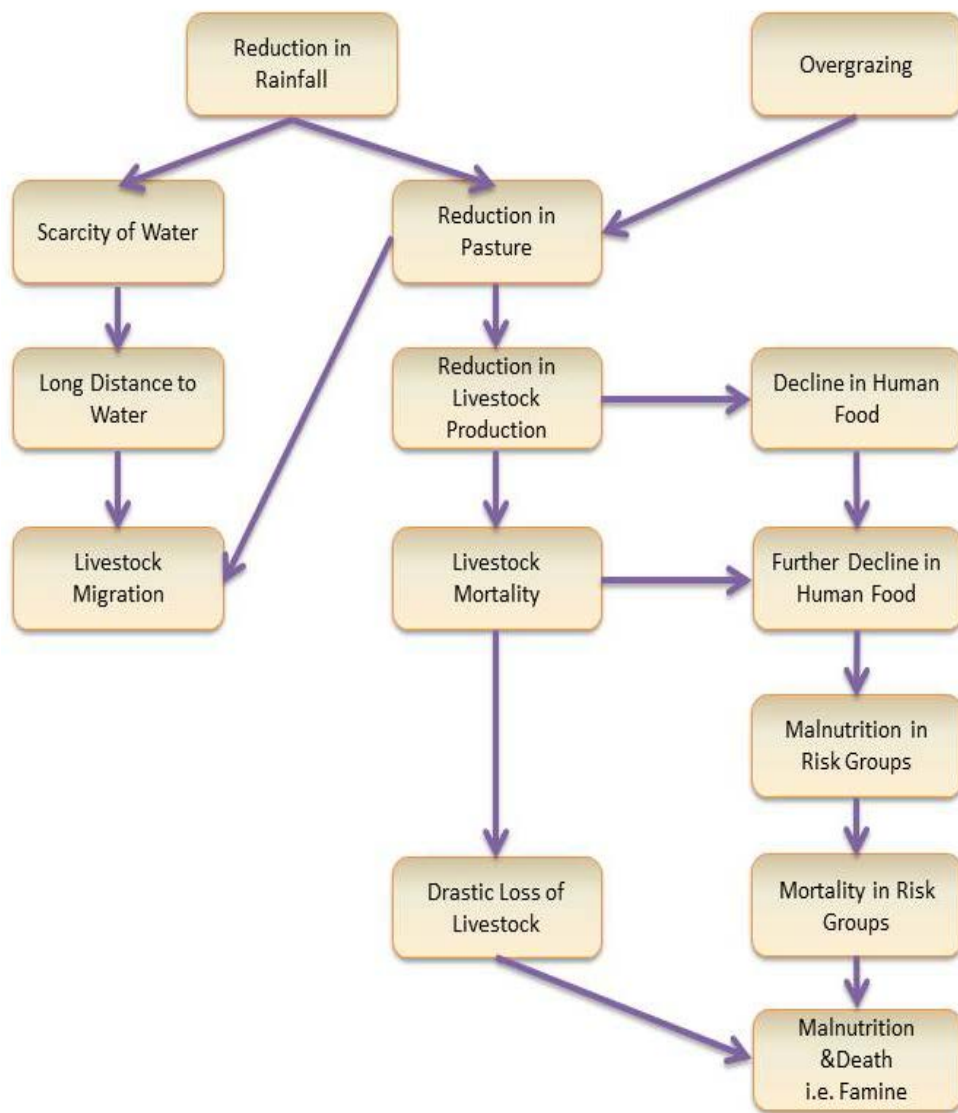 Reduction in
Rainfall
Overgrazing
Scarcity of Water
Reduction in
Pasture
Long Distance to
Water
Reduction in
Livestock
Production
Decline in Human
Food
Livestock
Migration
Livestock
Mortality
Further Decline in
Human Food
Malnutrition in
Risk Groups
Drastic Loss of
Livestock
Mortality in Risk
Groups
Malnutrition
&Death
i.e. Famine